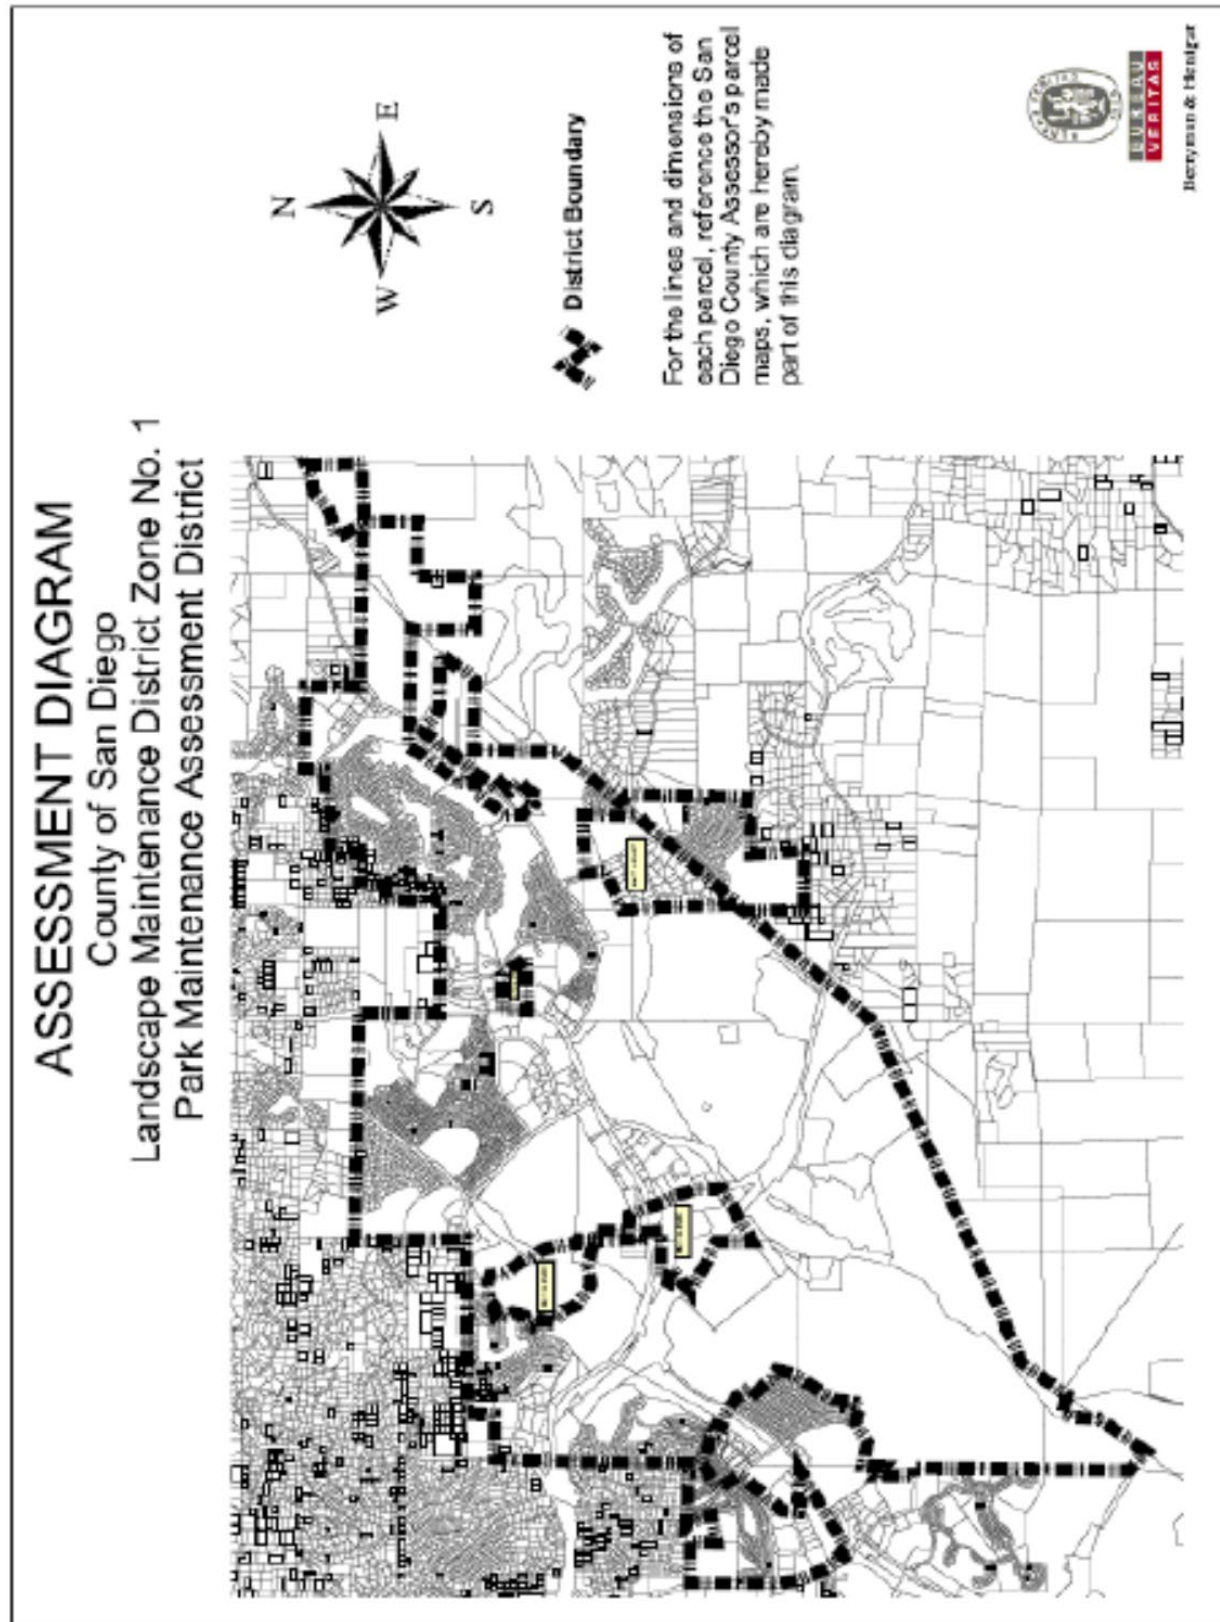 ASSESSMENT DIAGRAM
County of San Diego
Landscape Maintenance District Zone No. 1
Park Maintenance Assessment District
N
W
E
S
District Boundary
For the lines and dimensions of
each parcel, reference the San
Diego County Assessor's parcel
maps, which are hereby made
part of this diagram.
BUREAU
VERITAS
Berryman & Henigar